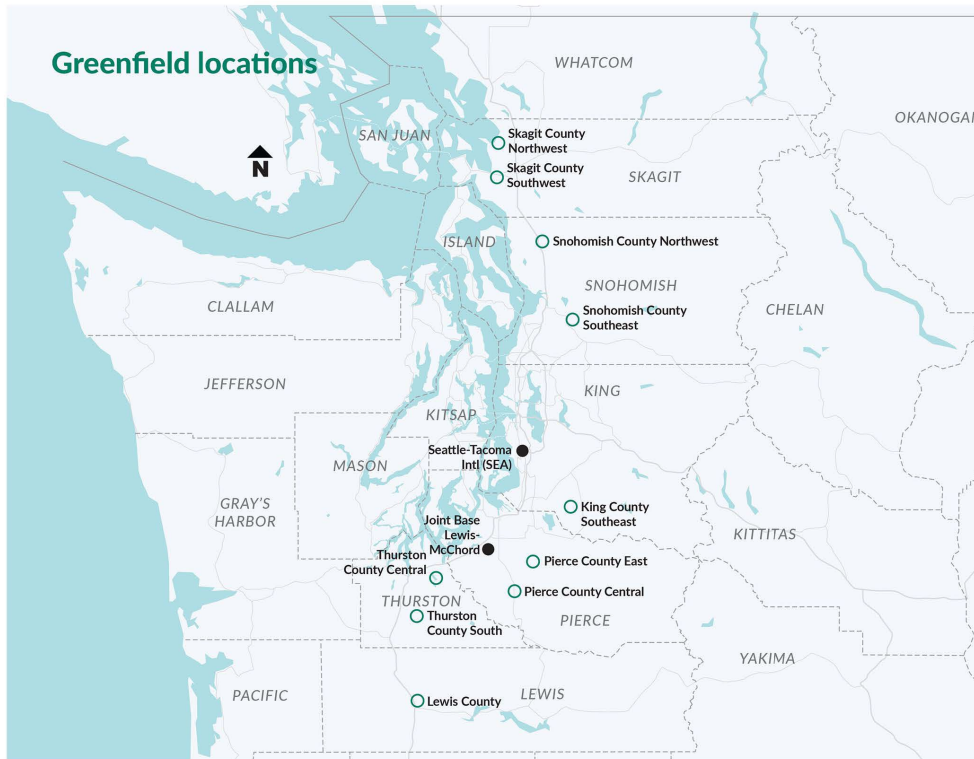 Greenfield locations
WHATCOM
OKANOGAN
SAN JUAN
N
Skagit County
Northwest
Skagit County
Southwest
SKAGIT
ISLAND
Snohomish County Northwest
SNOHOMISH
CLALLAM
Snohomish County
Southeast
CHELAN
JEFFERSON
KING
KITSAP
Seattle-Tacoma
Intl (SEA)
MASON
GRAY'S
HARBOR
King County
Southeast
Joint Base
Lewis-
McChord
KITTITAS
Thurston
County Central
Pierce County East
Pierce County Central
THURSTON
Thurston
County South
PIERCE
YAKIMA
PACIFIC
Lewis County
LEWIS